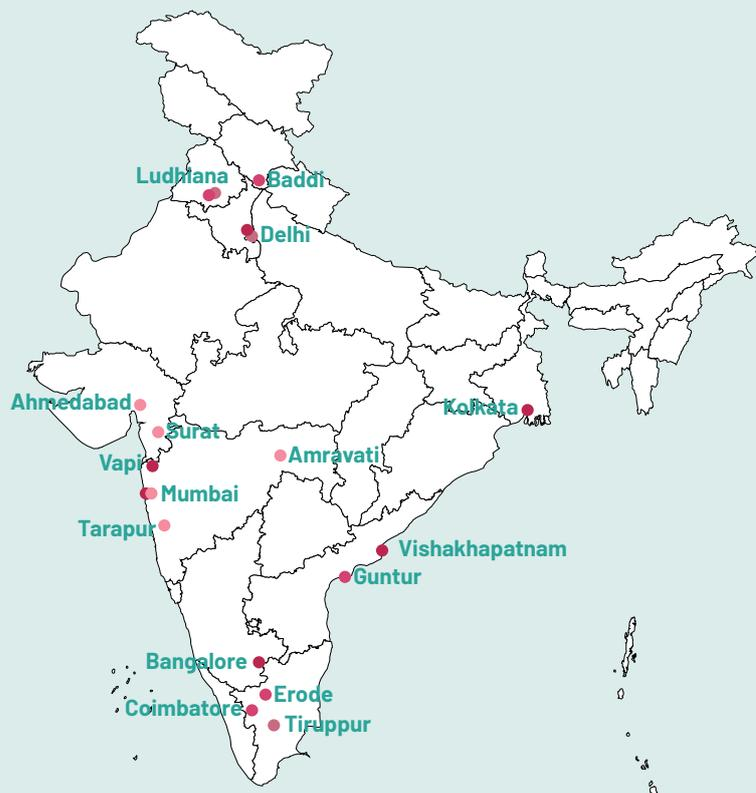 Ludhiana
Baddi
Delhi
Ahmedabad
Kolkata
Surat
Amravati
Vapi
Mumbai
Tarapur
Vishakhapatnam
Guntur
Bangalore
Erode
Coimbatore
Tiruppur